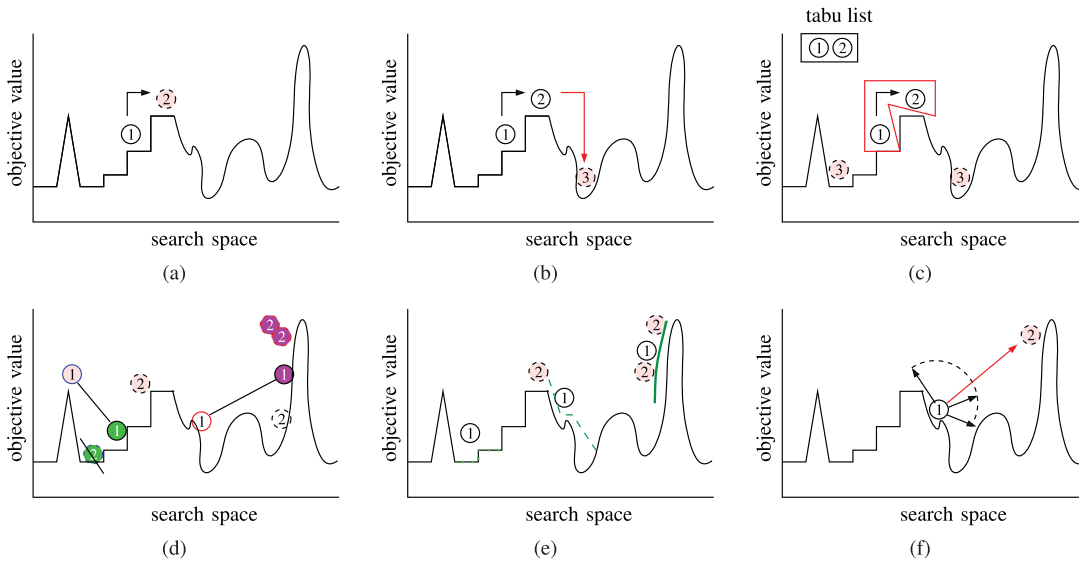 tabu list
1 2
objective value
1
2
search space
(a)
objective value
1
2
3
search space
(b)
objective value
1
2
3
3
search space
(c)
objective value
1
1
2
2
1
2
2
1
2
search space
(d)
objective value
1
2
1
2
1
2
search space
(e)
objective value
1
2
search space
(f)